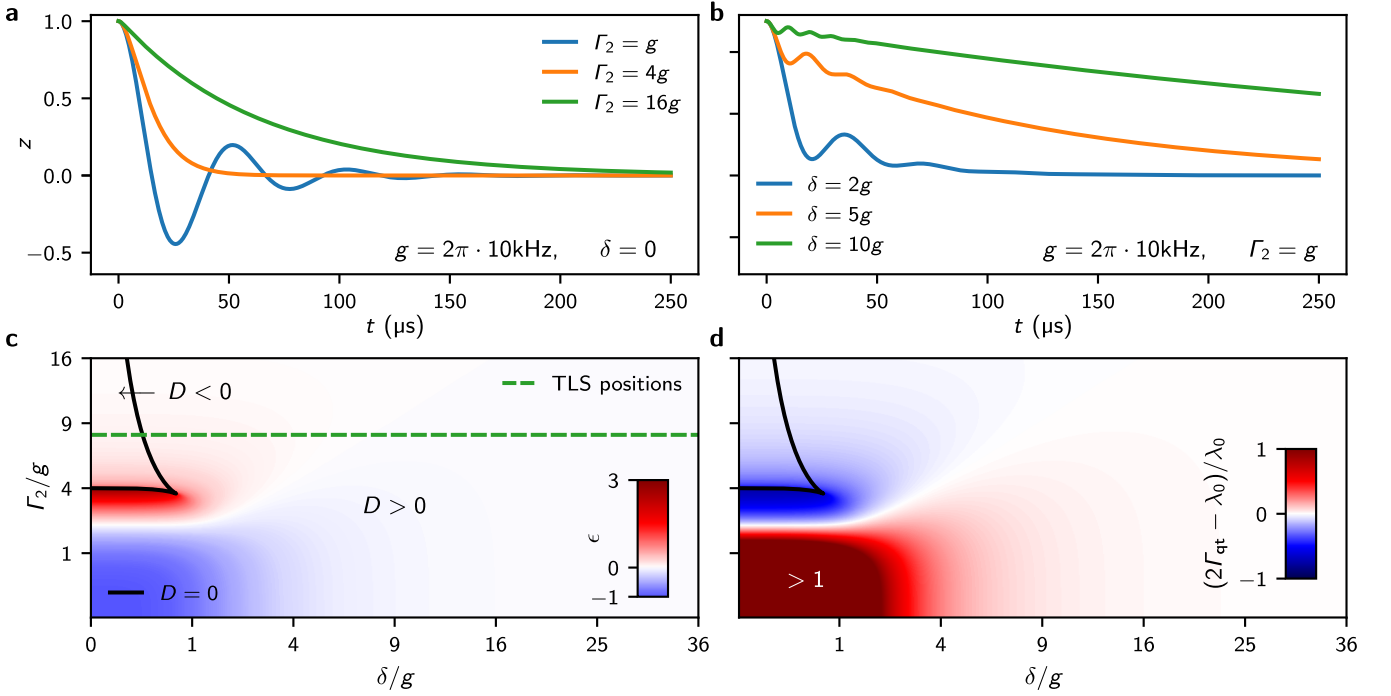 a
1.0
0.5
0.0
−0.5
z
Γ₂ = g
Γ₂ = 4g
Γ₂ = 16g
g = 2π · 10kHz, δ = 0
0 50 100 150 200 250
t (µs)
b
δ = 2g
δ = 5g
δ = 10g
g = 2π · 10kHz, Γ₂ = g
0 50 100 150 200 250
t (µs)
c
16
9
4
1
Γ₂/g
D < 0
TLS positions
D > 0
D = 0
ϵ
3
0
−1
0 1 4 9 16 25 36
δ/g
d
> 1
(2Γqt − λ₀)/λ₀
1
0
−1
1 4 9 16 25 36
δ/g